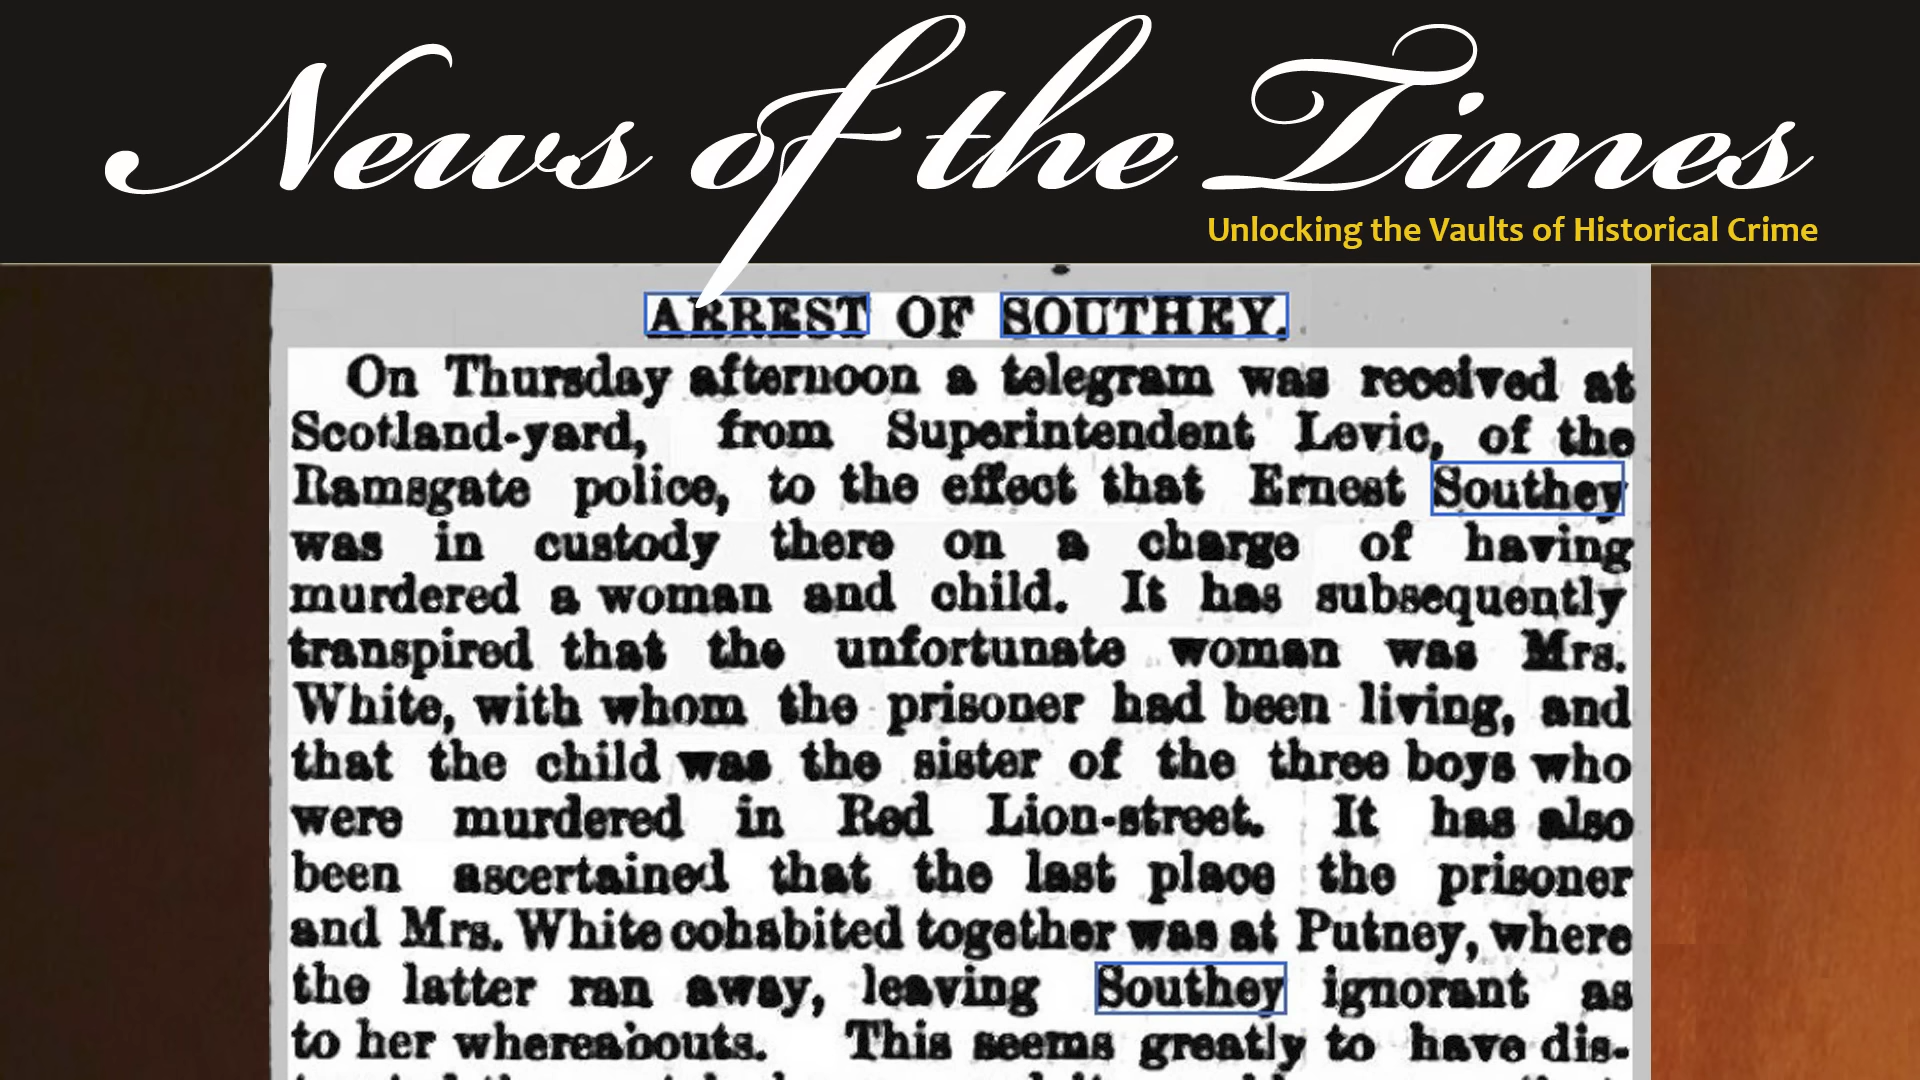 News of the Times
Unlocking the Vaults of Historical Crime
ARREST OF SOUTHEY.
On Thursday afternoon a telegram was received at
Scotland-yard, from Superintendent Levic, of the
Ramsgate police, to the effect that Ernest Southey
was in custody there on a charge of having
murdered a woman and child. It has subsequently
transpired that the unfortunate woman was Mrs.
White, with whom the prisoner had been living, and
that the child was the sister of the three boys who
were murdered in Red Lion-street. It has also
been ascertained that the last place the prisoner
and Mrs. White cohabited together was at Putney, where
the latter ran away, leaving Southey ignorant as
to her whereabouts. This seems greatly to have dis-